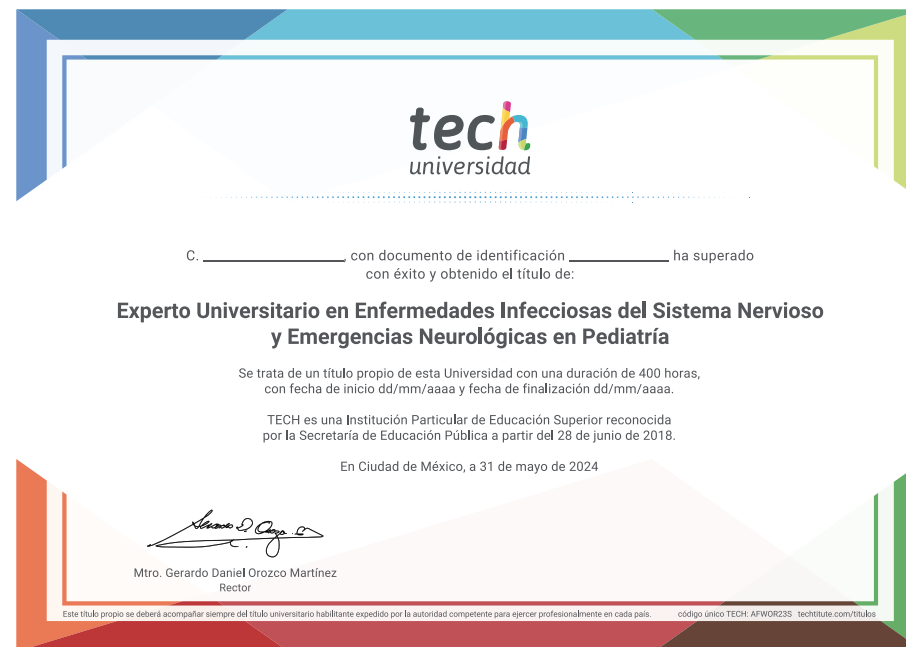 tech
universidad
C. ____________, con documento de identificación ____________ ha superado
con éxito y obtenido el título de:
Experto Universitario en Enfermedades Infecciosas del Sistema Nervioso
y Emergencias Neurológicas en Pediatría
Se trata de un título propio de esta Universidad con una duración de 400 horas,
con fecha de inicio dd/mm/aaaa y fecha de finalización dd/mm/aaaa.
TECH es una Institución Particular de Educación Superior reconocida
por la Secretaría de Educación Pública a partir del 28 de junio de 2018.
En Ciudad de México, a 31 de mayo de 2024
Mtro. Gerardo Daniel Orozco Martínez
Rector
Este título propio se deberá acompañar siempre del título universitario habilitante expedido por la autoridad competente para ejercer profesionalmente en cada país. código único TECH: AFWOR23S techtitute.com/titulos